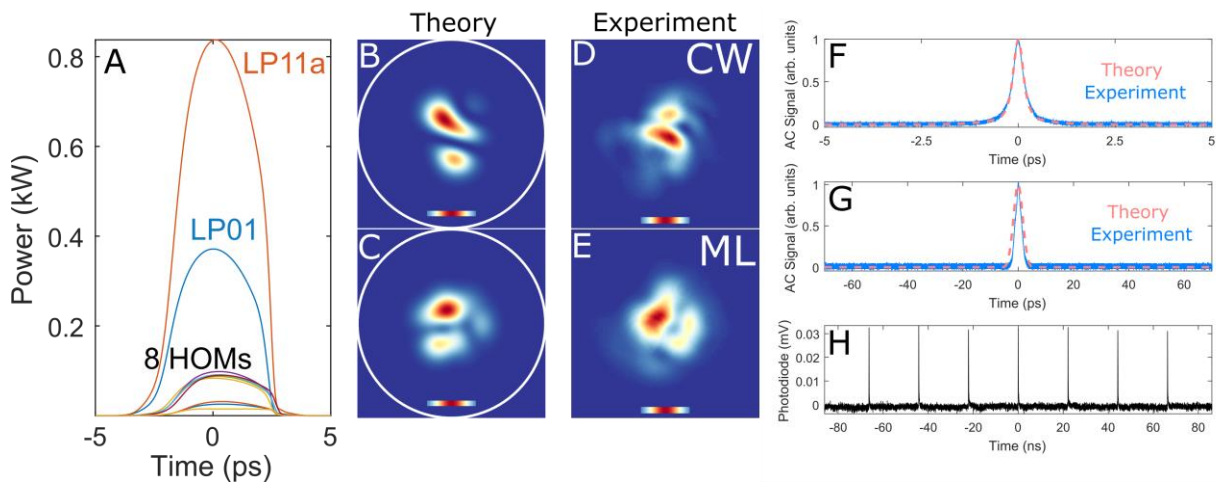 Theory
Experiment
A
LP11a
LP01
8 HOMs
0.8
0.6
0.4
0.2
Power (kW)
-5
0
5
Time (ps)
B
D
CW
C
E
ML
F
Theory
Experiment
AC Signal (arb. units)
1
0.5
0
-5
-2.5
0
2.5
5
Time (ps)
G
Theory
Experiment
AC Signal (arb. units)
1
0.5
0
-60
-40
-20
0
20
40
60
Time (ps)
H
Photodiode (mV)
0.03
0.02
0.01
0
-80
-60
-40
-20
0
20
40
60
80
Time (ns)